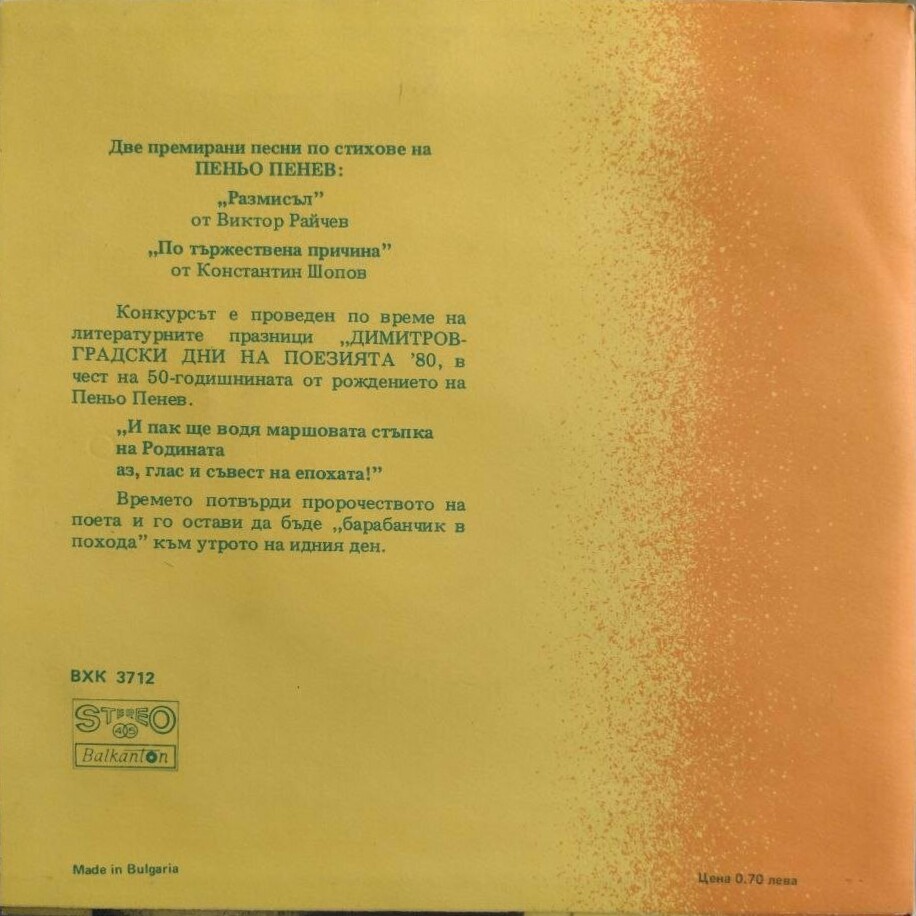 Две премирани песни по стихове на
ПЕНЬО ПЕНЕВ:
„Размисъл”
от Виктор Райчев
„По тържествена причина”
от Константин Шопов
Конкурсът е проведен по време на
литературните празници „ДИМИТРОВ-
ГРАДСКИ ДНИ НА ПОЕЗИЯТА '80, в
чест на 50-годишнината от рождението на
Пеньо Пенев.
„И пак ще водя маршовата стъпка
на Родината
аз, глас и съвест на епохата!”
Времето потвърди пророчеството на
поета и го остави да бъде „барабанчик в
похода” към утрото на идния ден.
ВХК 3712
STEREO
45
Balkanton
Made in Bulgaria
Цена 0.70 лева